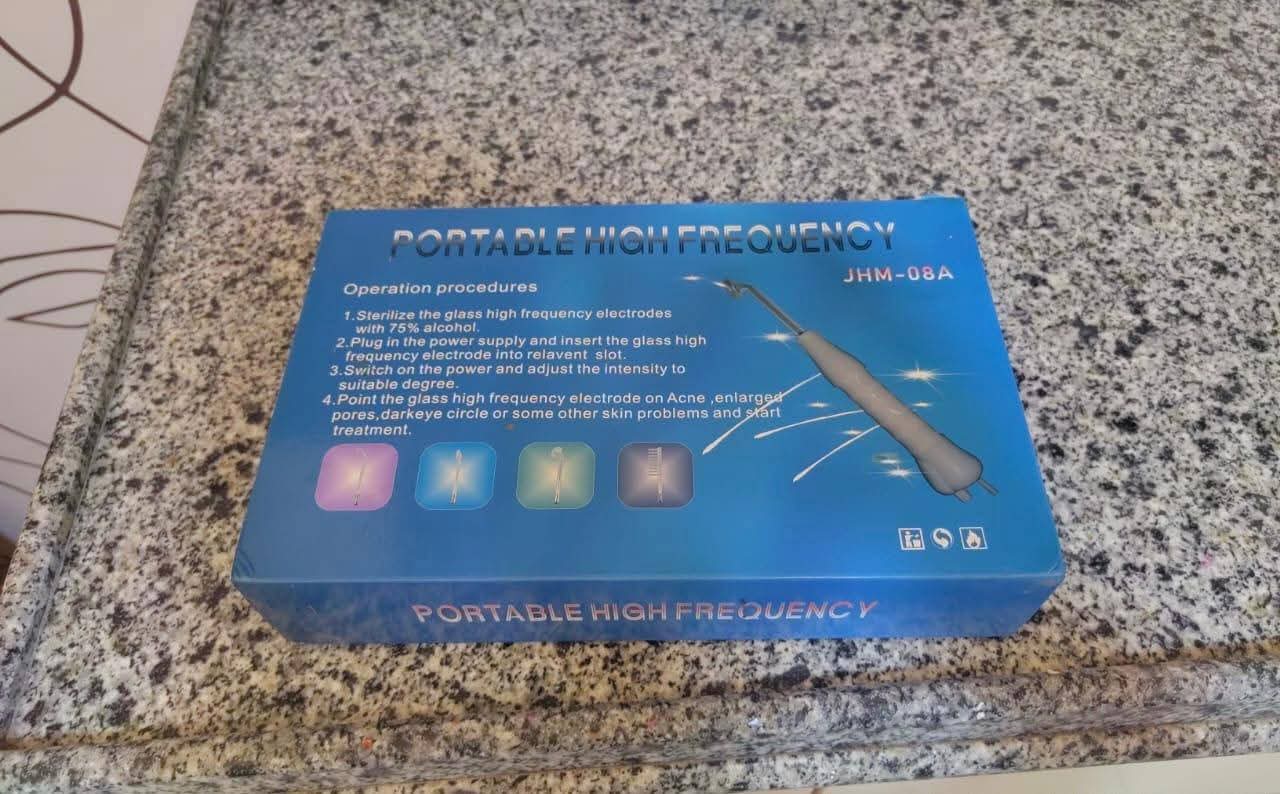 PORTABLE HIGH FREQUENCY
JHM-08A
Operation procedures
1.Sterilize the glass high frequency electrodes
with 75% alcohol.
2.Plug in the power supply and insert the glass high
frequency electrode into relavent slot.
3.Switch on the power and adjust the intensity to
suitable degree.
4.Point the glass high frequency electrode on Acne ,enlarged
pores,darkeye circle or some other skin problems and start
treatment.
PORTABLE HIGH FREQUENCY